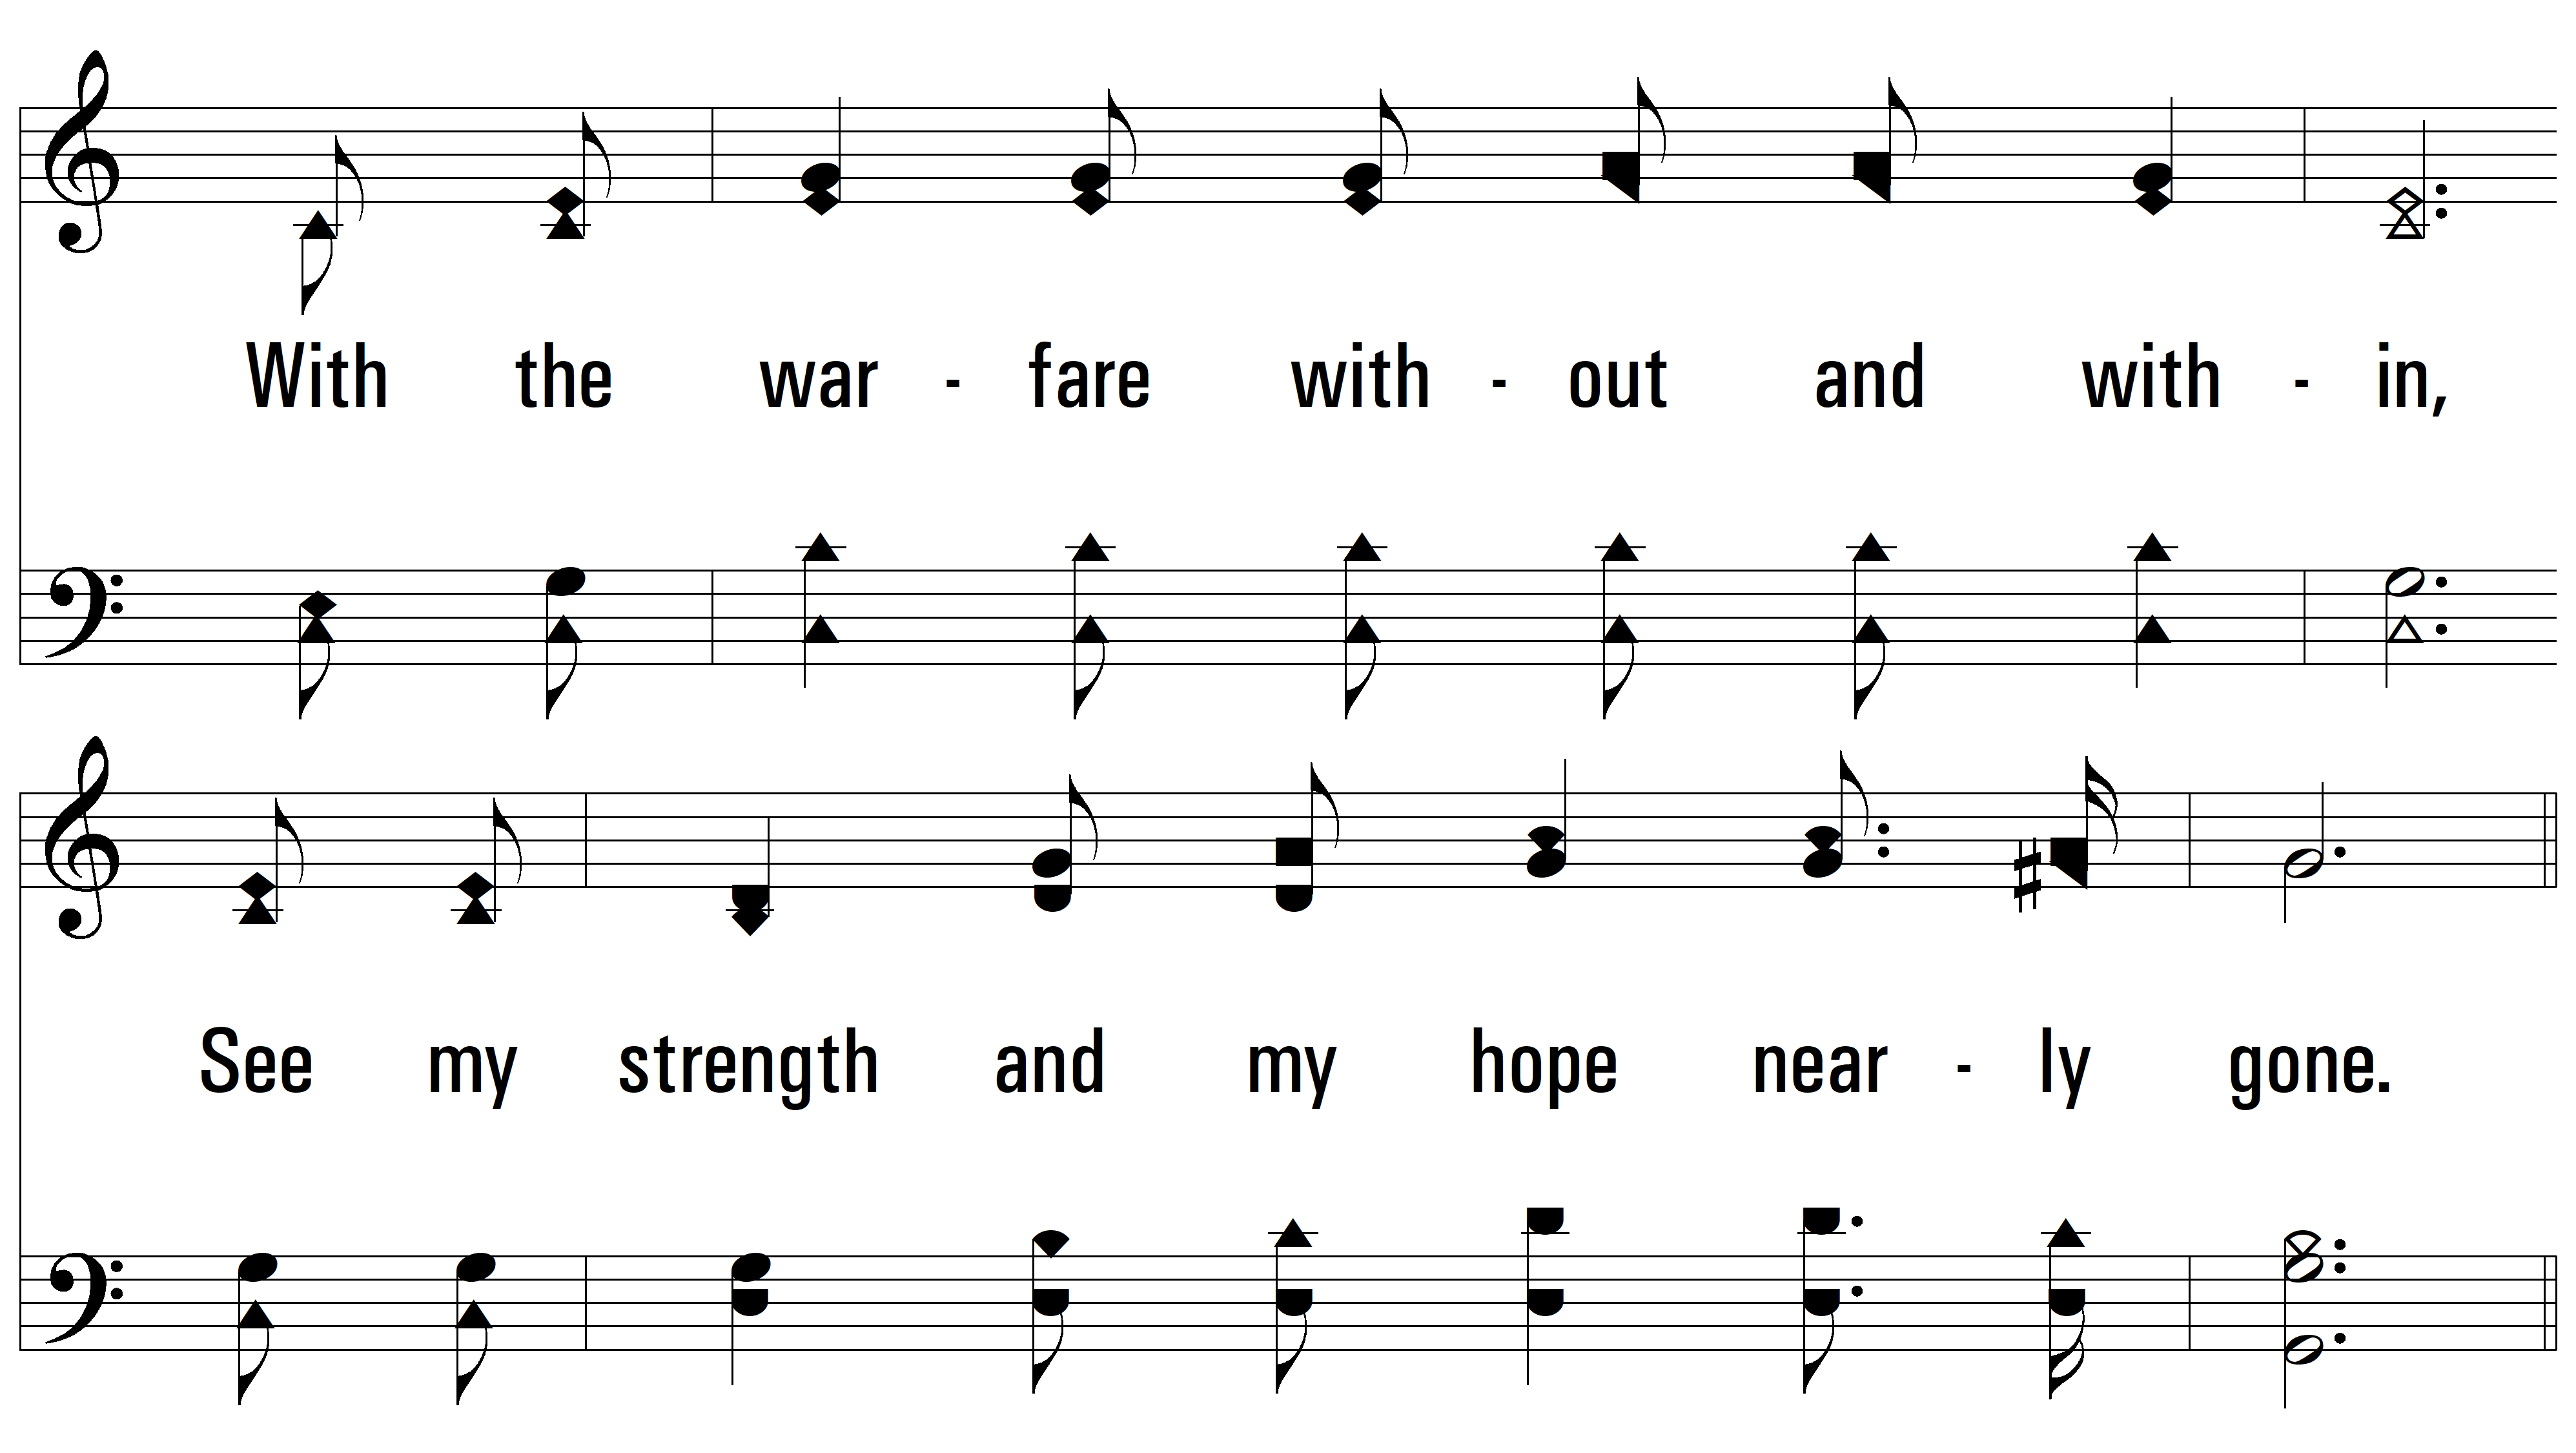 With the war - fare with - out and with - in,
See my strength and my hope near - ly gone.